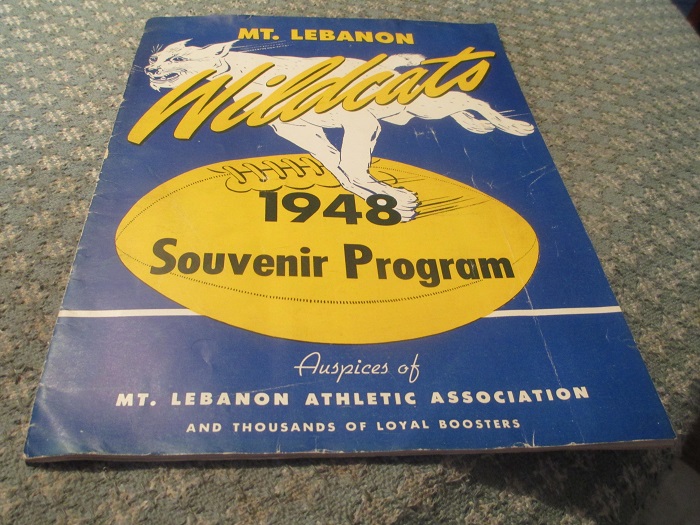 MT. LEBANON
Wildcats
1948
Souvenir Program
Auspices of
MT. LEBANON ATHLETIC ASSOCIATION
AND THOUSANDS OF LOYAL BOOSTERS